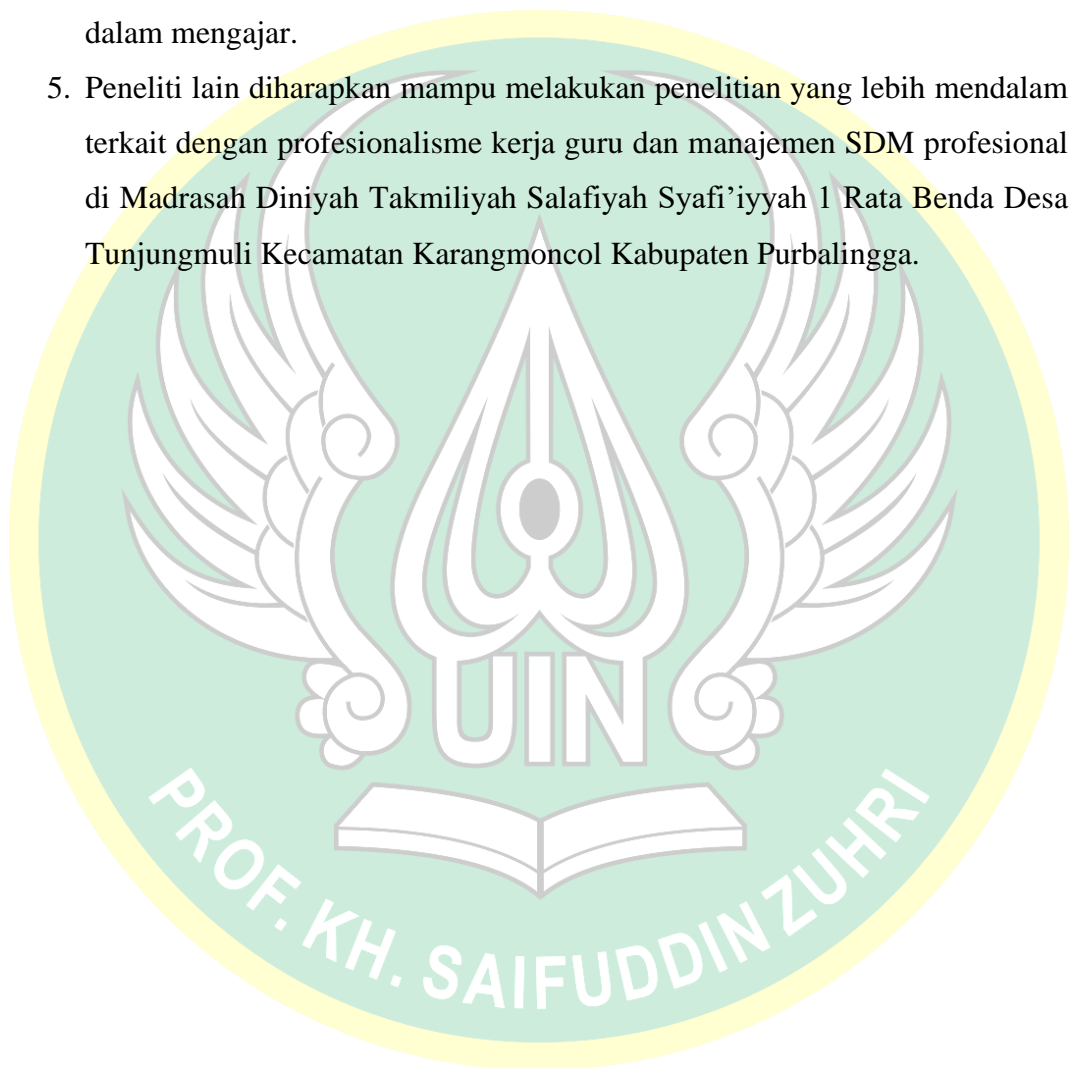 dalam mengajar.
5. Peneliti lain diharapkan mampu melakukan penelitian yang lebih mendalam
terkait dengan profesionalisme kerja guru dan manajemen SDM profesional
di Madrasah Diniyah Takmiliyah Salafiyah Syafi’iyyah 1 Rata Benda Desa
Tunjungmuli Kecamatan Karangmoncol Kabupaten Purbalingga.
UIN
PROF. KH. SAIFUDDIN ZUHRI